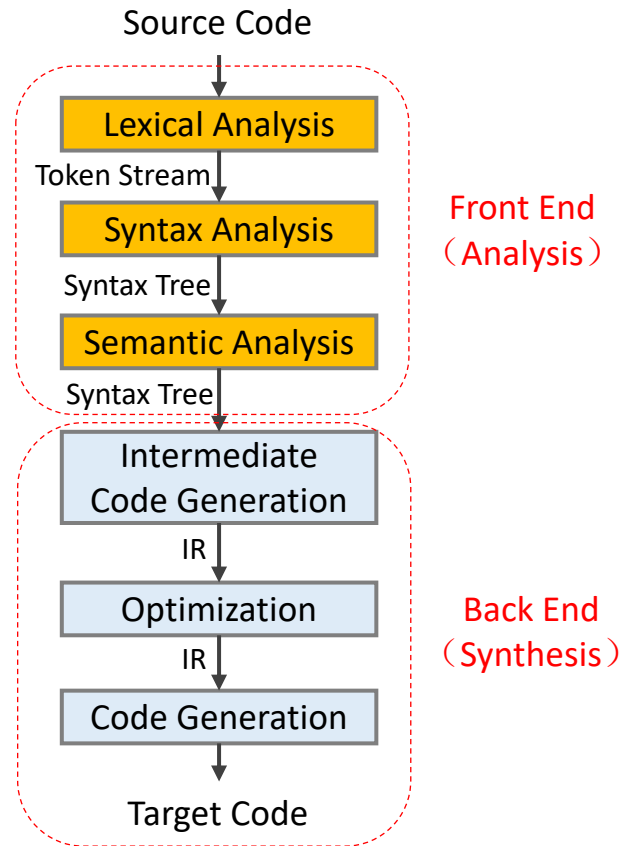 Source Code
Lexical Analysis
Token Stream
Syntax Analysis
Syntax Tree
Semantic Analysis
Syntax Tree
Front End
（Analysis）
Intermediate
Code Generation
IR
Optimization
IR
Code Generation
Target Code
Back End
（Synthesis）